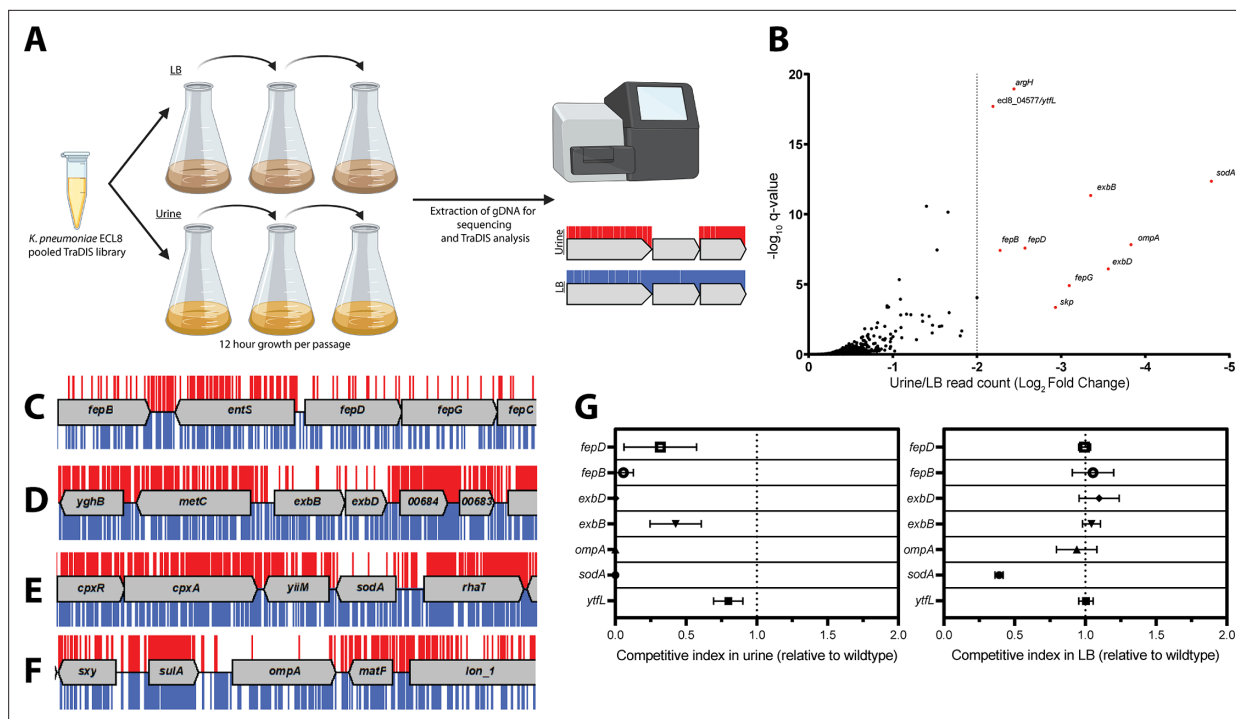 A
LB
K. pneumoniae ECL8
pooled TraDIS library
Urine
12 hour growth per passage
Extraction of gDNA for
sequencing
and TraDIS analysis
Urine
LB
B
-log10 q-value
20
15
10
5
0
argH
ecl8_04577/ytfL
sodA
exbB
fepB
fepD
ompA
exbD
fepG
skp
-1
-2
-3
-4
-5
Urine/LB read count (Log2 Fold Change)
C
fepB
entS
fepD
fepG
fepC
D
yghB
metC
exbB
exbD
00684
00683
E
cpxR
cpxA
yiiM
sodA
rhaT
F
sxy
sulA
ompA
matF
lon_1
G
fepD
fepB
exbD
exbB
ompA
sodA
ytfL
0.0
0.5
1.0
1.5
2.0
Competitive index in urine (relative to wildtype)
fepD
fepB
exbD
exbB
ompA
sodA
ytfL
0.0
0.5
1.0
1.5
2.0
Competitive index in LB (relative to wildtype)